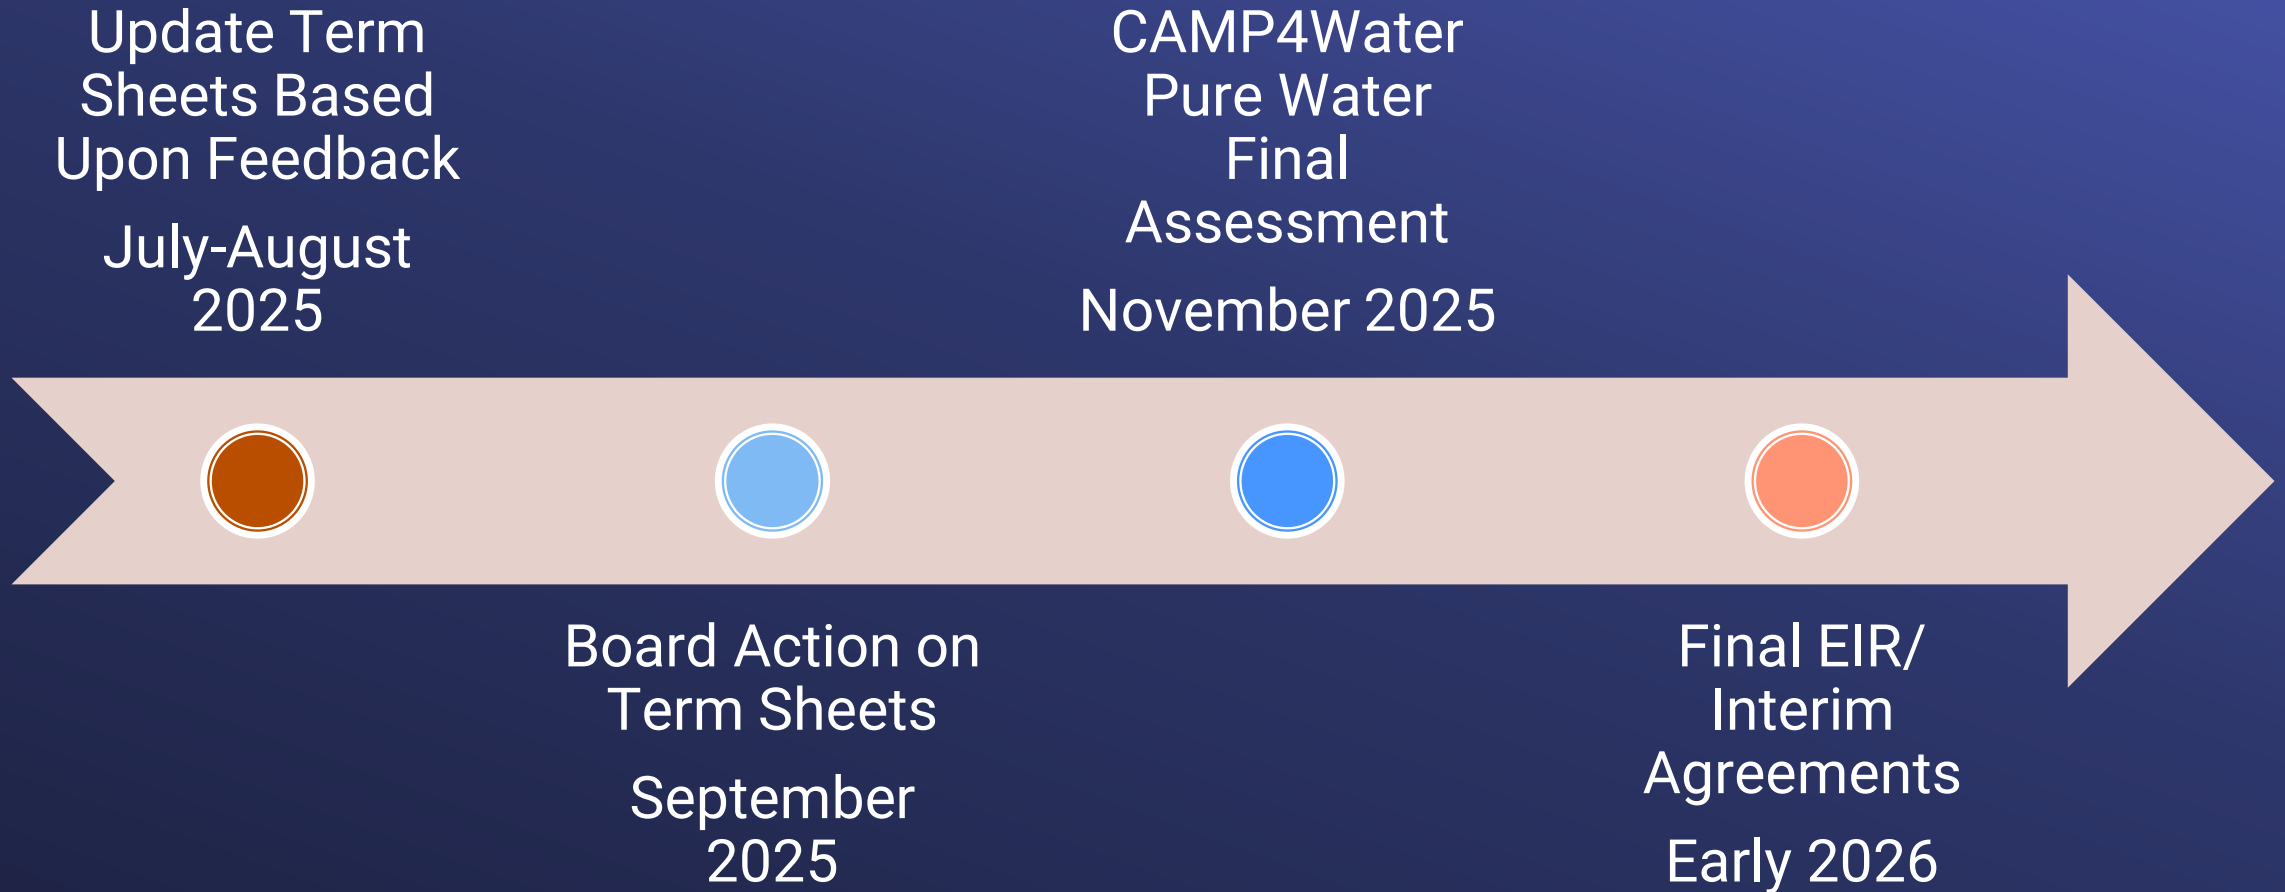 Update Term
Sheets Based
Upon Feedback
July-August
2025
Board Action on
Term Sheets
September
2025
CAMP4Water
Pure Water
Final
Assessment
November 2025
Final EIR/
Interim
Agreements
Early 2026